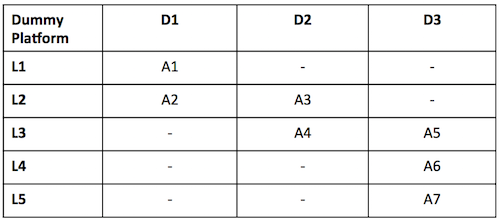 Dummy Platform D1 D2 D3
L1 A1 - -
L2 A2 A3 -
L3 - A4 A5
L4 - - A6
L5 - - A7